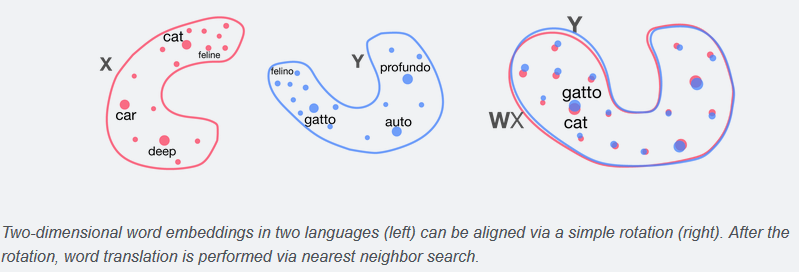 X
cat
feline
car
deep
Y
felino
profundo
gatto
auto
Y
WX
gatto
cat
Two-dimensional word embeddings in two languages (left) can be aligned via a simple rotation (right). After the
rotation, word translation is performed via nearest neighbor search.